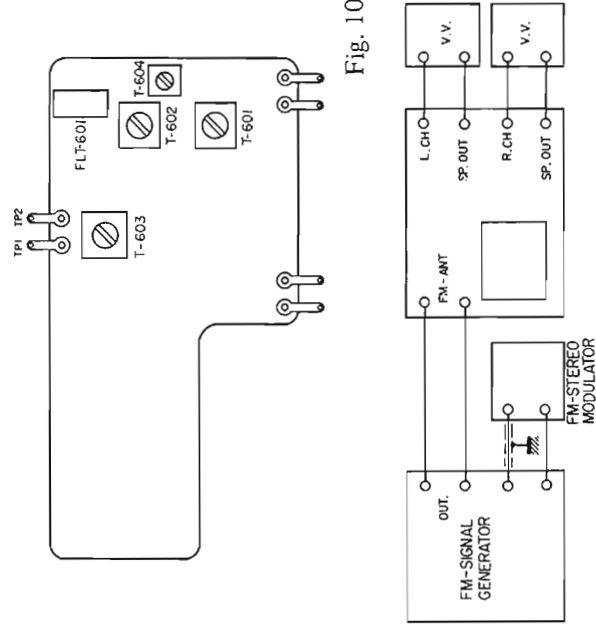 TP1
TP2
T-603
FLT-601
T-604
T-602
T-601
Fig. 10
FM-SIGNAL
GENERATOR
OUT.
FM-STEREO
MODULATOR
FM-ANT
L.CH
SP.OUT
R.CH
SP.OUT
V.V.
V.V.